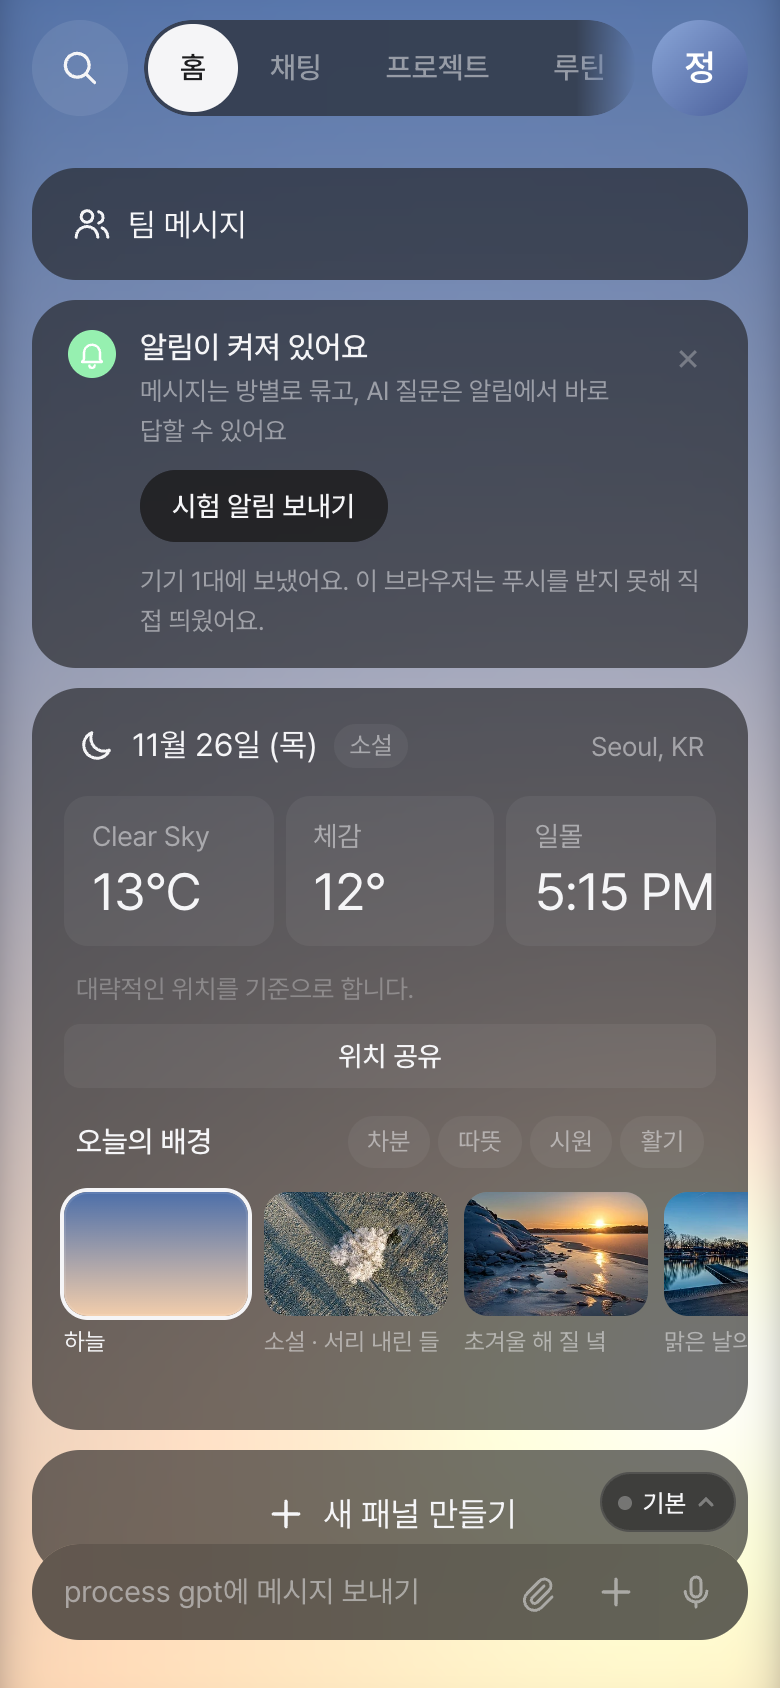 홈 채팅 프로젝트 루틴 정
팀 메시지
알림이 켜져 있어요
메시지는 방별로 묶고, AI 질문은 알림에서 바로
답할 수 있어요
시험 알림 보내기
기기 1대에 보냈어요. 이 브라우저는 푸시를 받지 못해 직
접 띄웠어요.
11월 26일 (목) 소설 Seoul, KR
Clear Sky 체감 일몰
13°C 12° 5:15 PM
대략적인 위치를 기준으로 합니다.
위치 공유
오늘의 배경 차분 따뜻 시원 활기
하늘 소설 · 서리 내린 들 초겨울 해 질 녘 맑은 날의
새 패널 만들기 기본
process gpt에 메시지 보내기